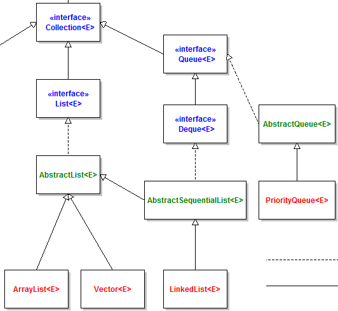 «interface»
Collection<E>
«interface»
Queue<E>
«interface»
List<E>
«interface»
Deque<E>
AbstractQueue<E>
AbstractList<E>
AbstractSequentialList<E>
PriorityQueue<E>
ArrayList<E>
Vector<E>
LinkedList<E>